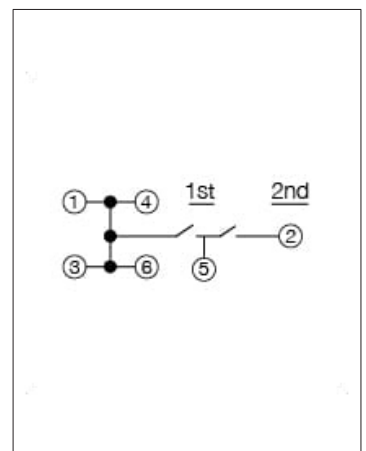 1st 2nd
① ④
②
③ ⑥ ⑤